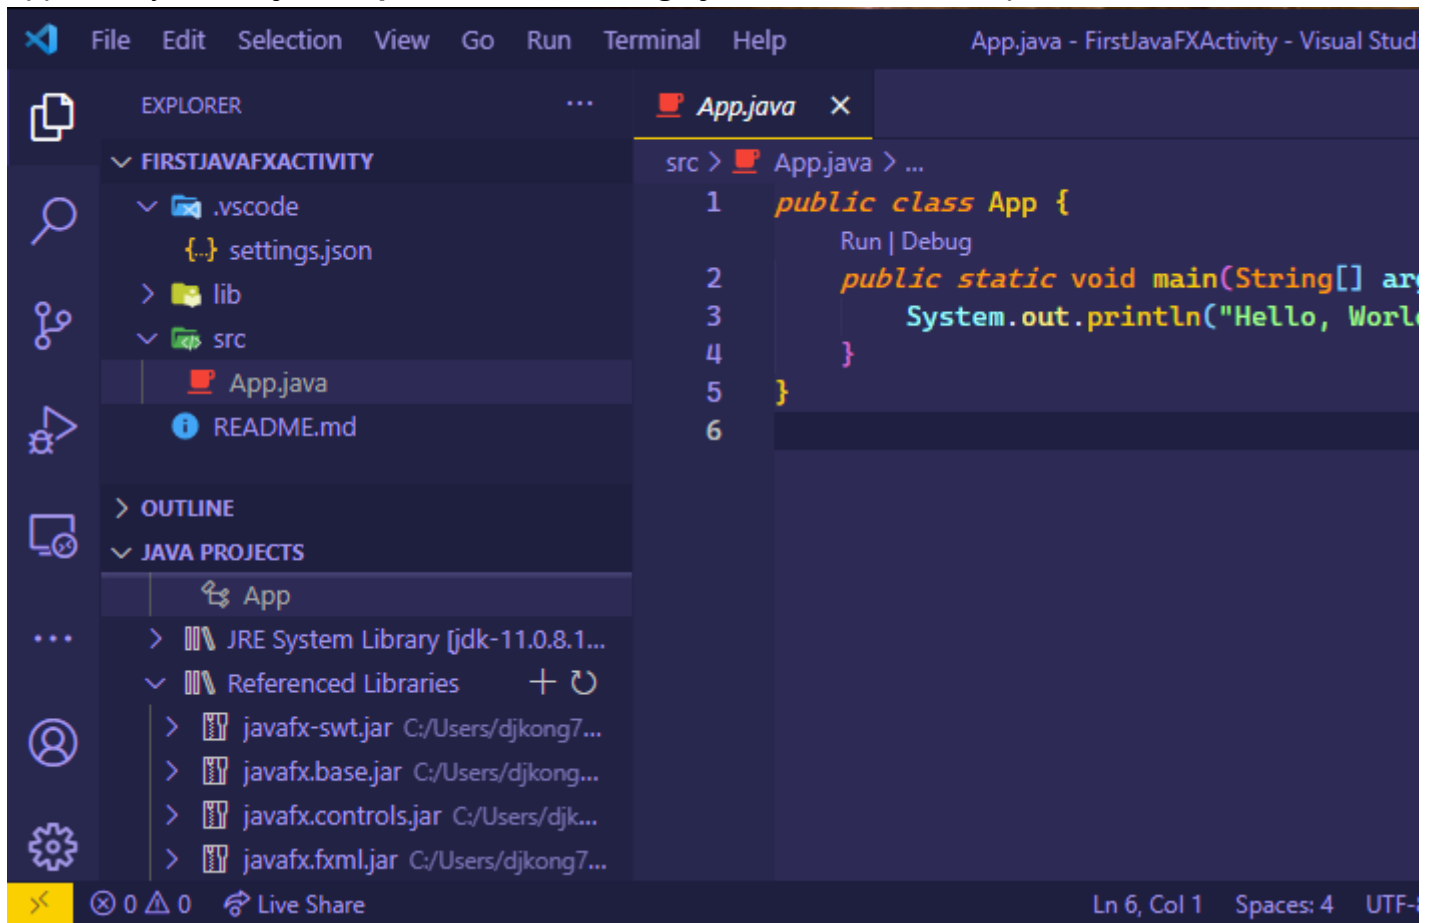 File Edit Selection View Go Run Terminal Help App.java - FirstJavaFXActivity - Visual Studi
EXPLORER ···
FIRSTJAVAFXACTIVITY
.vscode
{..} settings.json
lib
src
App.java
README.md
OUTLINE
JAVA PROJECTS
App
JRE System Library [jdk-11.0.8.1...
Referenced Libraries
javafx-swt.jar C:/Users/djkong7...
javafx.base.jar C:/Users/djkong...
javafx.controls.jar C:/Users/djk...
javafx.fxml.jar C:/Users/djkong7...
App.java
src > App.java > ...
1 public class App {
Run | Debug
2 public static void main(String[] arg
3 System.out.println("Hello, Worl
4 }
5 }
6
0 0 Live Share Ln 6, Col 1 Spaces: 4 UTF-